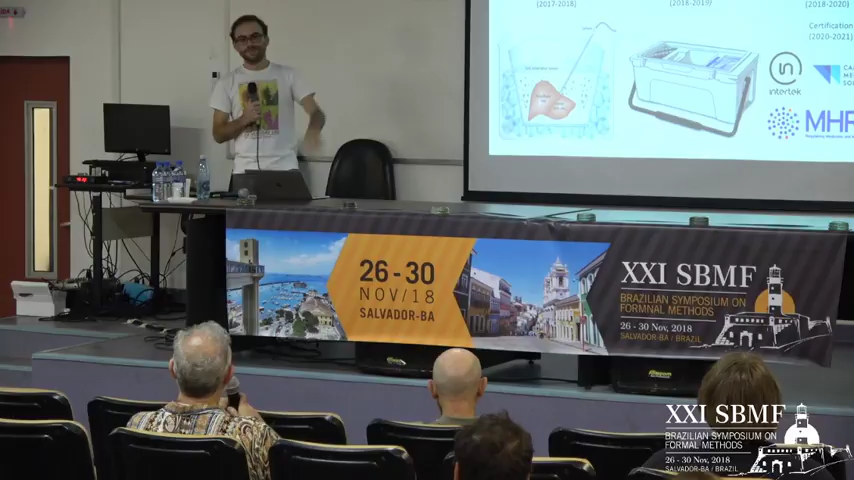 (2017-2018)
(2018-2019)
(2018-2020)
Certification
(2020-2021)
intertek
MHR
26 - 30
NOV / 18
SALVADOR-BA
XXI SBMF
BRAZILIAN SYMPOSIUM ON
FORMNAL METHODS
26 - 30 Nov, 2018
SALVADOR-BA / BRAZIL
XXI SBMF
BRAZILIAN SYMPOSIUM ON
FORMAL METHODS
26 - 30 Nov, 2018
SALVADOR-BA / BRAZIL